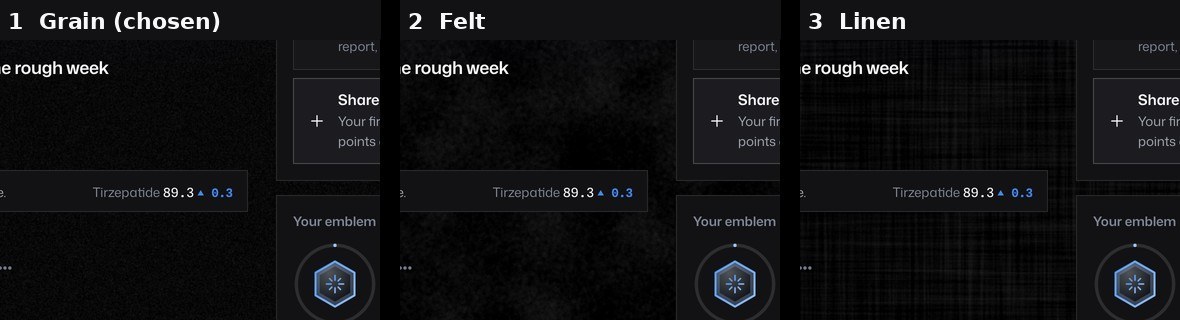 1 Grain (chosen)
report,
e rough week
Share
+ Your fir
points
e. Tirzepatide 89.3 ▲ 0.3
Your emblem
•••
2 Felt
report,
e rough week
Share
+ Your fir
points
Tirzepatide 89.3 ▲ 0.3
Your emblem
•••
3 Linen
report,
e rough week
Share
+ Your fir
points
Tirzepatide 89.3 ▲ 0.3
Your emblem
•••